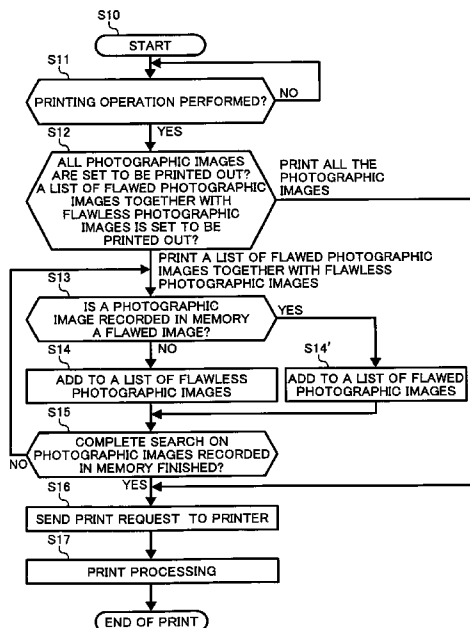 S10
START
S11
PRINTING OPERATION PERFORMED?
NO
YES
S12
ALL PHOTOGRAPHIC IMAGES
ARE SET TO BE PRINTED OUT?
A LIST OF FLAWED PHOTOGRAPHIC
IMAGES TOGETHER WITH
FLAWLESS PHOTOGRAPHIC
IMAGES IS SET TO BE
PRINTED OUT?
PRINT ALL THE
PHOTOGRAPHIC
IMAGES
PRINT A LIST OF FLAWED PHOTOGRAPHIC
IMAGES TOGETHER WITH FLAWLESS
PHOTOGRAPHIC IMAGES
S13
IS A PHOTOGRAPHIC
IMAGE RECORDED IN MEMORY
A FLAWED IMAGE?
YES
NO
S14
ADD TO A LIST OF FLAWLESS
PHOTOGRAPHIC IMAGES
S14'
ADD TO A LIST OF FLAWED
PHOTOGRAPHIC IMAGES
S15
COMPLETE SEARCH ON
PHOTOGRAPHIC IMAGES RECORDED
IN MEMORY FINISHED?
NO
YES
S16
SEND PRINT REQUEST TO PRINTER
S17
PRINT PROCESSING
END OF PRINT